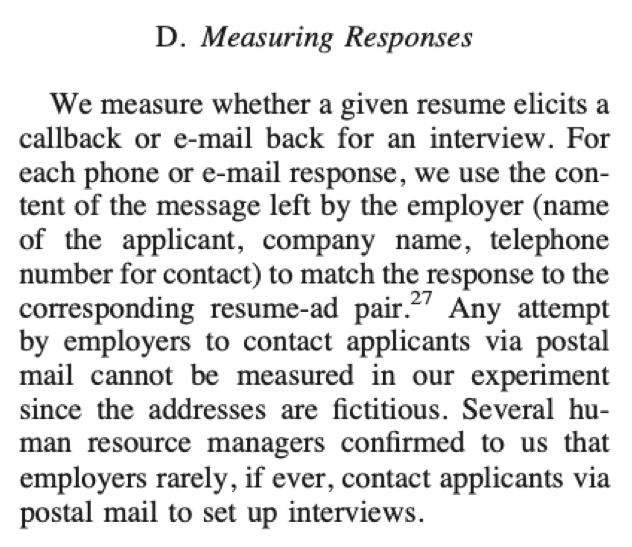 D. Measuring Responses
We measure whether a given resume elicits a
callback or e-mail back for an interview. For
each phone or e-mail response, we use the con-
tent of the message left by the employer (name
of the applicant, company name, telephone
number for contact) to match the response to the
corresponding resume-ad pair.27 Any attempt
by employers to contact applicants via postal
mail cannot be measured in our experiment
since the addresses are fictitious. Several hu-
man resource managers confirmed to us that
employers rarely, if ever, contact applicants via
postal mail to set up interviews.